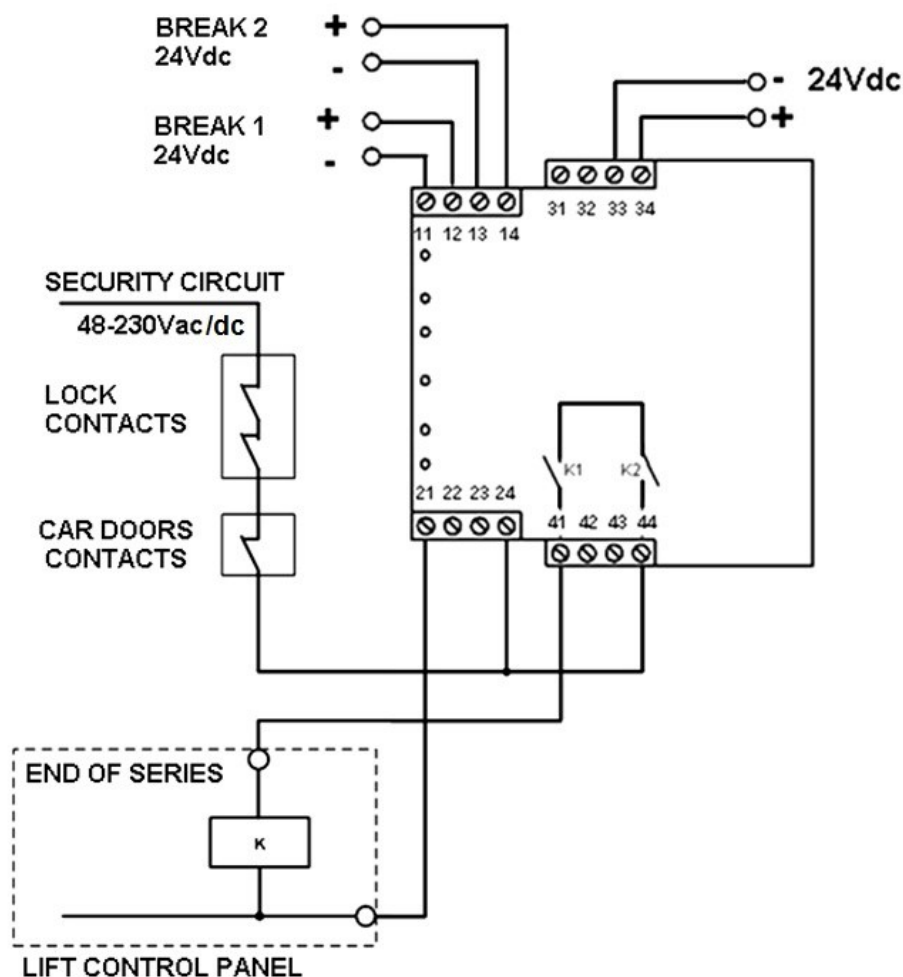 BREAK 2
24Vdc
+
-
- 24Vdc
+
BREAK 1
24Vdc
+
-
31 32 33 34
11 12 13 14
SECURITY CIRCUIT
48-230Vac/dc
LOCK
CONTACTS
K1 K2
21 22 23 24
41 42 43 44
CAR DOORS
CONTACTS
END OF SERIES
K
LIFT CONTROL PANEL